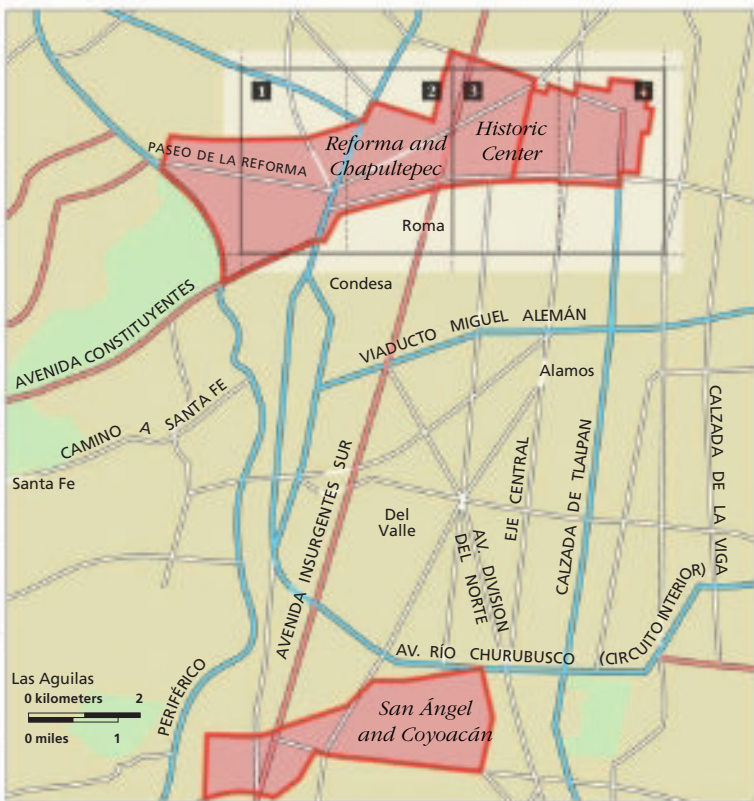 1
2
3
4
Reforma and
Chapultepec
Historic
Center
PASEO DE LA REFORMA
Roma
Condesa
AVENIDA CONSTITUYENTES
VIADUCTO MIGUEL ALEMÁN
Alamos
CAMINO A SANTA FE
Santa Fe
AVENIDA INSURGENTES SUR
Del
Valle
EJE CENTRAL
CALZADA DE TLALPAN
CALZADA DE LA VIGA
AV. DIVISION
DEL NORTE
AV. RÍO CHURUBUSCO (CIRCUITO INTERIOR)
PERIFÉRICO
Las Aguilas
0 kilometers 2
0 miles 1
San Ángel
and Coyoacán